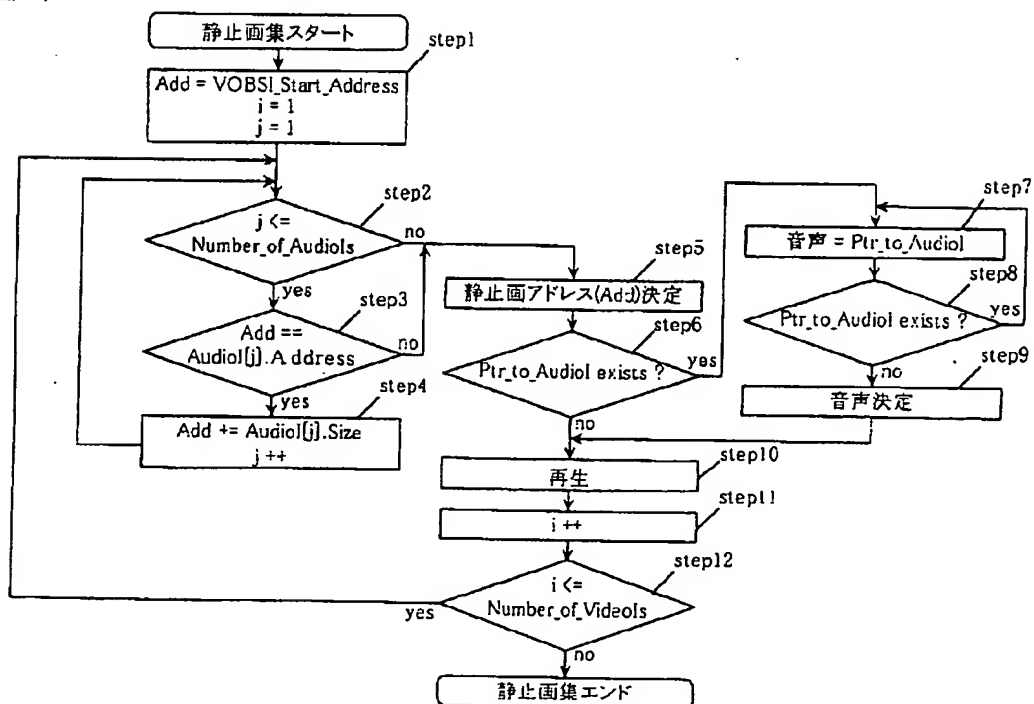 静止画集スタート
step1
Add = VOBSI_Start_Address
i = 1
j = 1
step2
j <=
Number_of_AudioIs
no
yes
step3
Add ==
AudioI[j].Address
no
yes
step4
Add += AudioI[j].Size
j ++
step5
静止画アドレス(Add)決定
step6
Ptr_to_AudioI exists ?
yes
no
step7
音声 = Ptr_to_AudioI
step8
Ptr_to_AudioI exists ?
yes
no
step9
音声決定
step10
再生
step11
i ++
step12
i <=
Number_of_VideoIs
yes
no
静止画集エンド